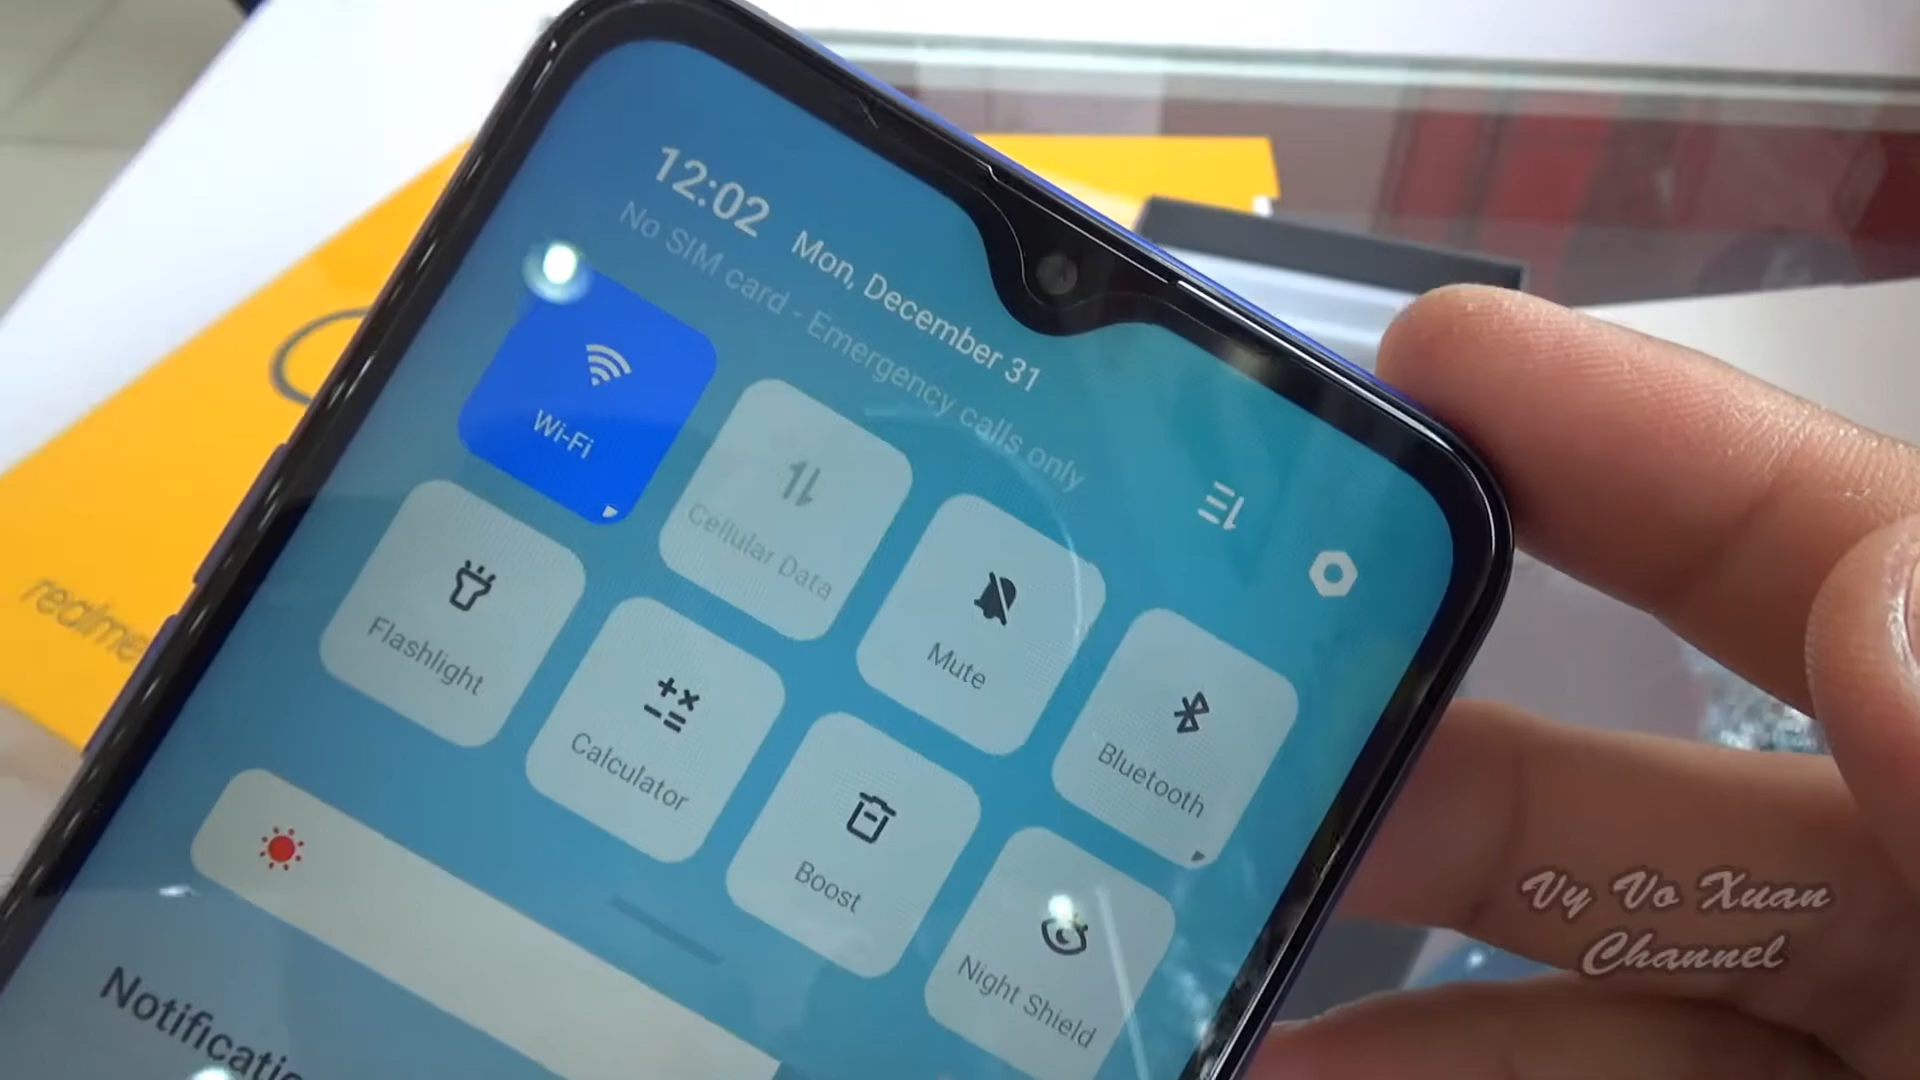 12:02 Mon, December 31
No SIM card - Emergency calls only
Wi-Fi
Cellular Data
Mute
Bluetooth
Flashlight
Calculator
Boost
Night Shield
realme
Vy Vo Xuan
Channel